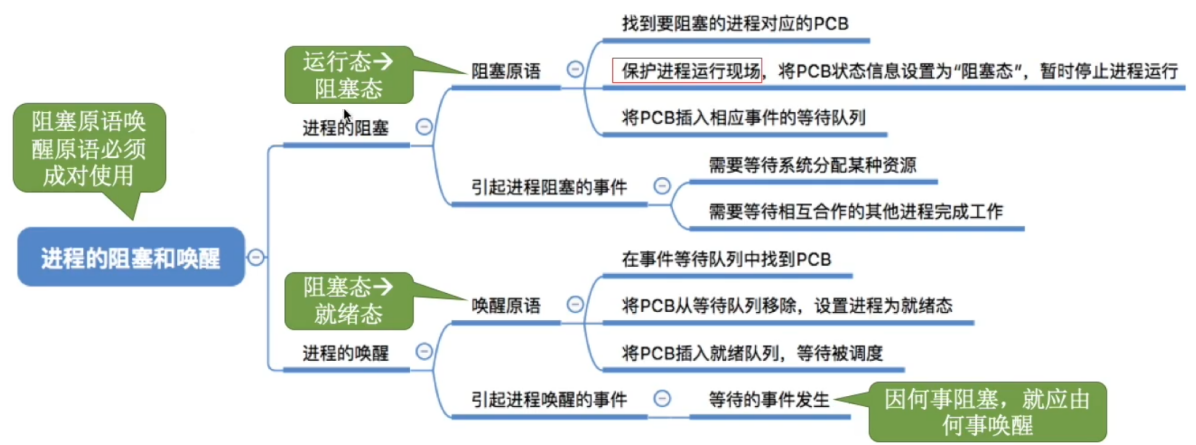 找到要阻塞的进程对应的PCB
运行态→
阻塞态
阻塞原语
保护进程运行现场，将PCB状态信息设置为“阻塞态”，暂时停止进程运行
阻塞原语唤
醒原语必须
成对使用
进程的阻塞
将PCB插入相应事件的等待队列
需要等待系统分配某种资源
引起进程阻塞的事件
需要等待相互合作的其他进程完成工作
进程的阻塞和唤醒
在事件等待队列中找到PCB
阻塞态→
就绪态
唤醒原语
将PCB从等待队列移除，设置进程为就绪态
进程的唤醒
将PCB插入就绪队列，等待被调度
引起进程唤醒的事件
等待的事件发生
因何事阻塞，就应由
何事唤醒